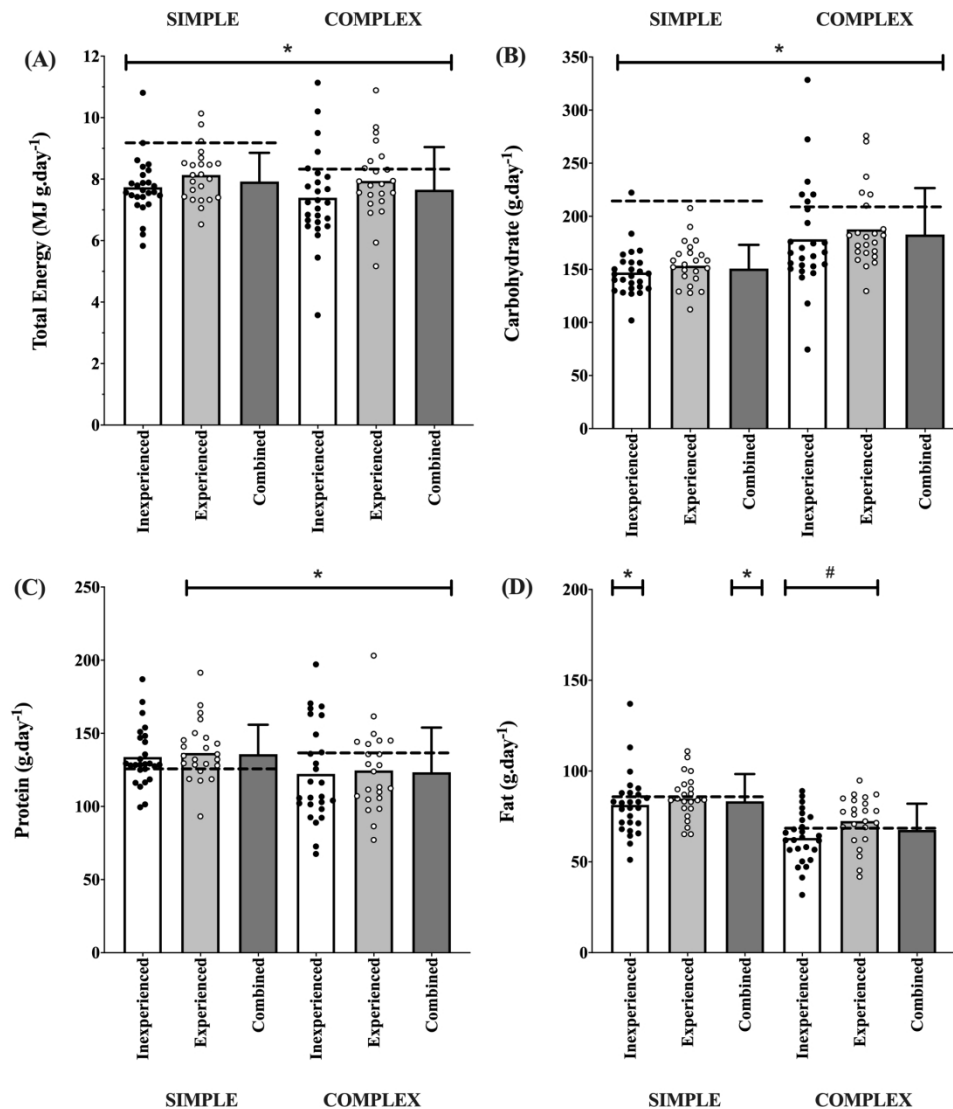 SIMPLE COMPLEX
(A)
*
Total Energy (MJ g.day⁻¹)
12
10
8
6
4
2
0
Inexperienced
Experienced
Combined
Inexperienced
Experienced
Combined
(B)
*
Carbohydrate (g.day⁻¹)
350
300
250
200
150
100
50
0
Inexperienced
Experienced
Combined
Inexperienced
Experienced
Combined
SIMPLE COMPLEX
(C)
*
Protein (g.day⁻¹)
250
200
150
100
50
0
Inexperienced
Experienced
Combined
Inexperienced
Experienced
Combined
SIMPLE COMPLEX
(D)
* * #
Fat (g.day⁻¹)
200
150
100
50
0
Inexperienced
Experienced
Combined
Inexperienced
Experienced
Combined
SIMPLE COMPLEX